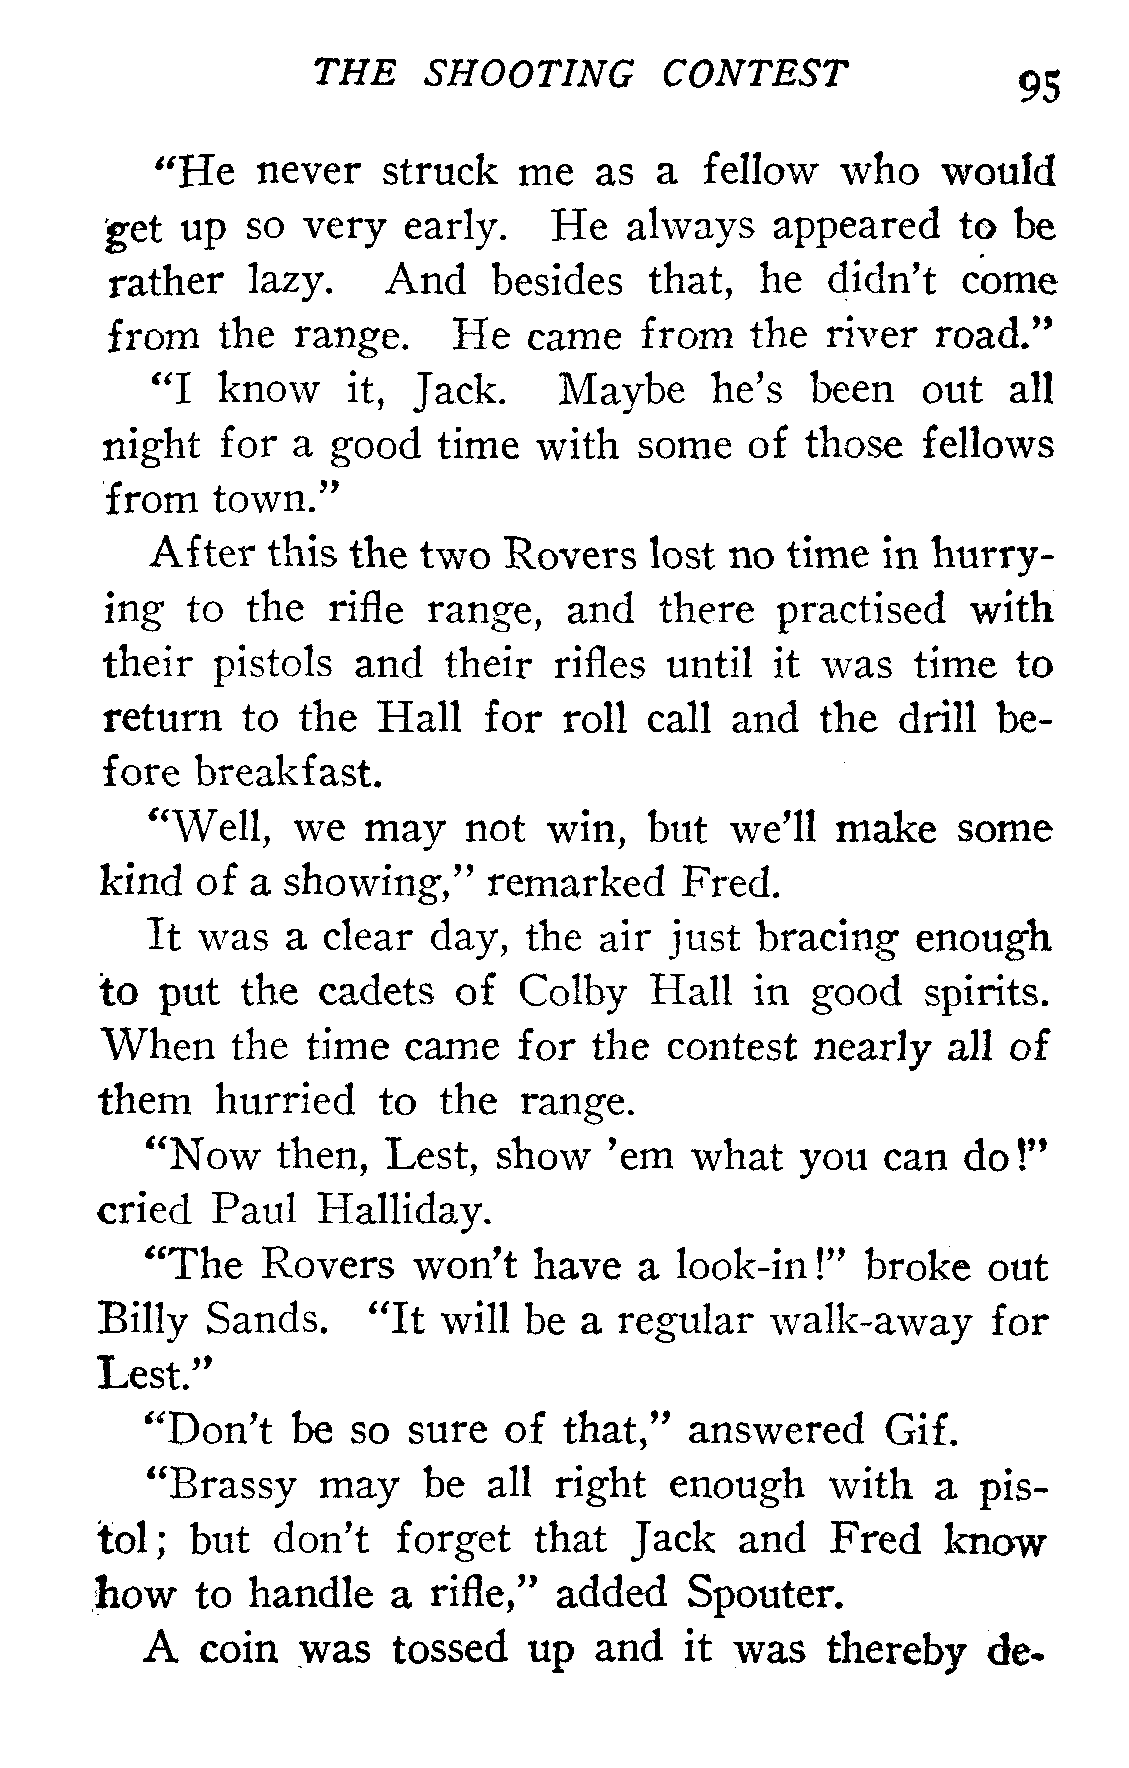 THE SHOOTING CONTEST 95
“He never struck me as a fellow who would
get up so very early. He always appeared to be
rather lazy. And besides that, he didn’t come
from the range. He came from the river road.”
“I know it, Jack. Maybe he’s been out all
night for a good time with some of those fellows
from town.”
After this the two Rovers lost no time in hurry-
ing to the rifle range, and there practised with
their pistols and their rifles until it was time to
return to the Hall for roll call and the drill be-
fore breakfast.
“Well, we may not win, but we’ll make some
kind of a showing,” remarked Fred.
It was a clear day, the air just bracing enough
to put the cadets of Colby Hall in good spirits.
When the time came for the contest nearly all of
them hurried to the range.
“Now then, Lest, show ’em what you can do!”
cried Paul Halliday.
“The Rovers won’t have a look-in!” broke out
Billy Sands. “It will be a regular walk-away for
Lest.”
“Don’t be so sure of that,” answered Gif.
“Brassy may be all right enough with a pis-
tol; but don’t forget that Jack and Fred know
how to handle a rifle,” added Spouter.
A coin was tossed up and it was thereby de-